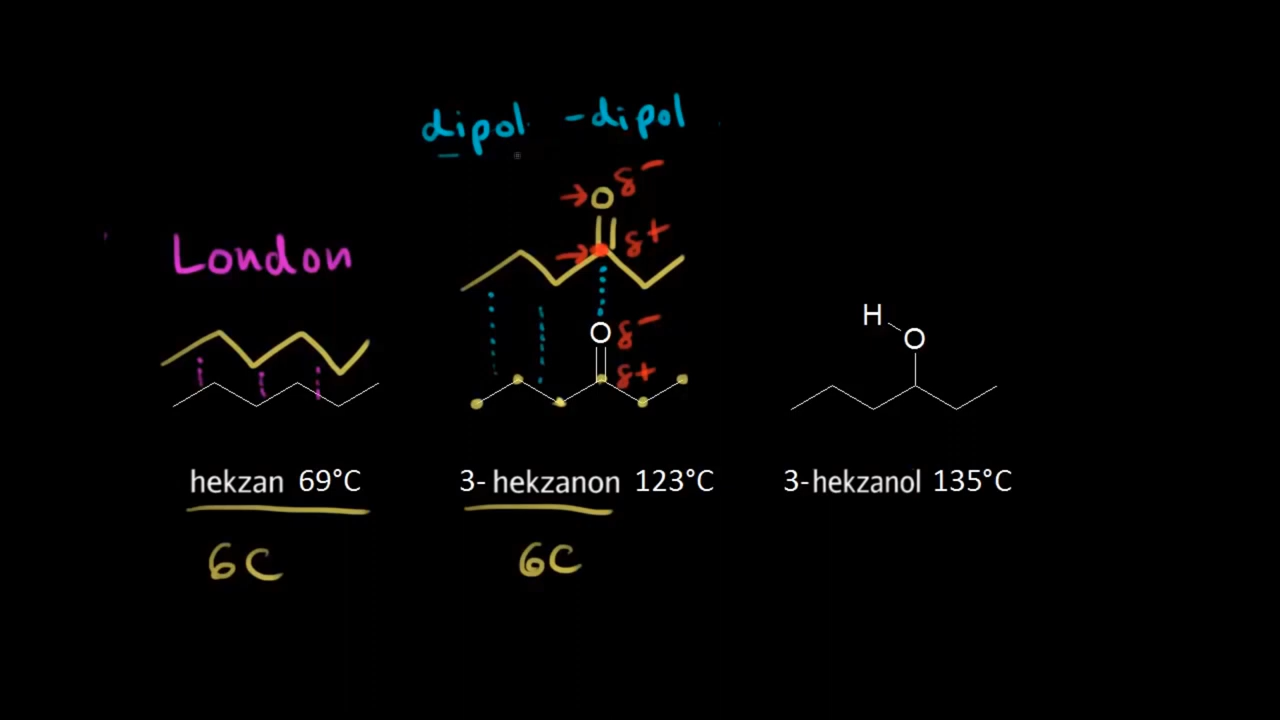 dipol - dipol
O δ-
δ+
London
O δ-
δ+
H
O
hekzan 69°C
3- hekzanon 123°C
3-hekzanol 135°C
6C
6C